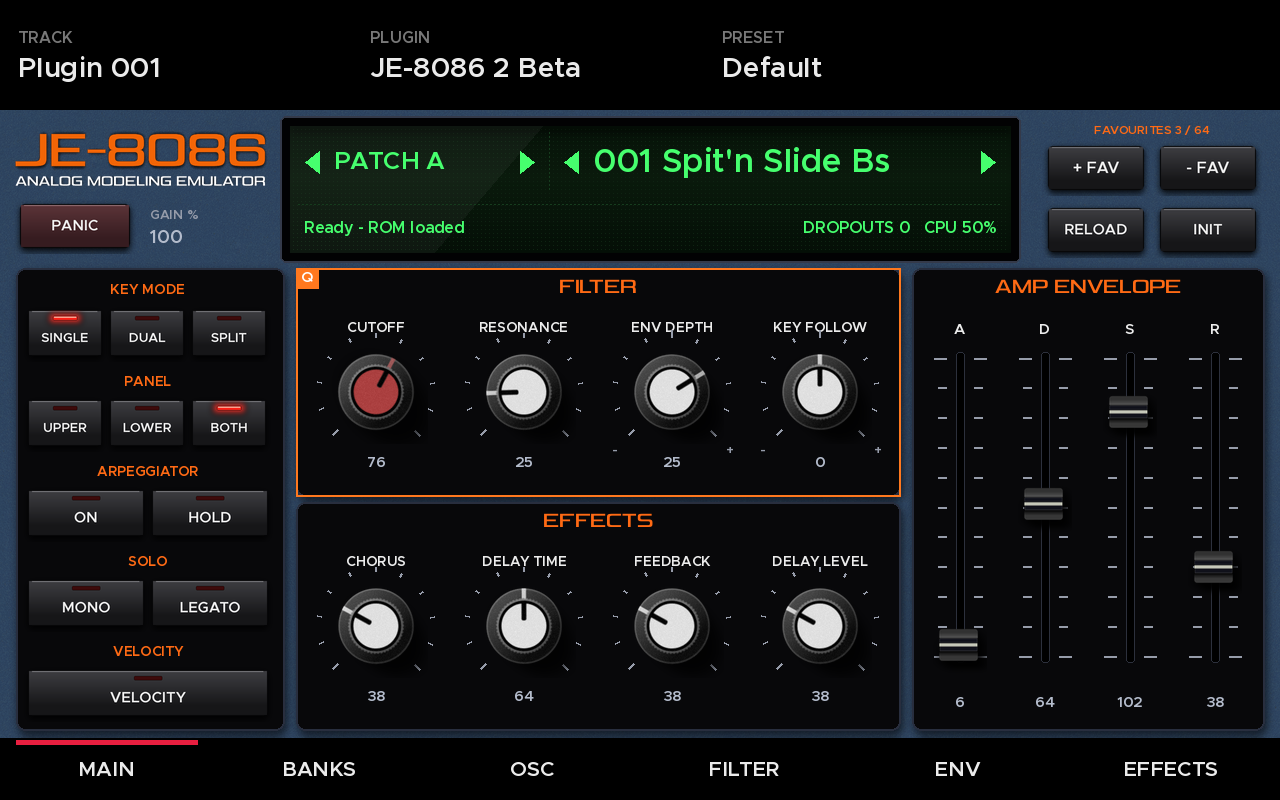 TRACK
Plugin 001
PLUGIN
JE-8086 2 Beta
PRESET
Default
JE-8086
ANALOG MODELING EMULATOR
PANIC
GAIN %
100
PATCH A
001 Spit'n Slide Bs
Ready - ROM loaded
DROPOUTS 0 CPU 50%
FAVOURITES 3 / 64
+ FAV
- FAV
RELOAD
INIT
KEY MODE
SINGLE
DUAL
SPLIT
PANEL
UPPER
LOWER
BOTH
ARPEGGIATOR
ON
HOLD
SOLO
MONO
LEGATO
VELOCITY
VELOCITY
Q
FILTER
CUTOFF
RESONANCE
ENV DEPTH
KEY FOLLOW
- +
- +
76
25
25
0
EFFECTS
CHORUS
DELAY TIME
FEEDBACK
DELAY LEVEL
38
64
38
38
AMP ENVELOPE
A
D
S
R
6
64
102
38
MAIN
BANKS
OSC
FILTER
ENV
EFFECTS